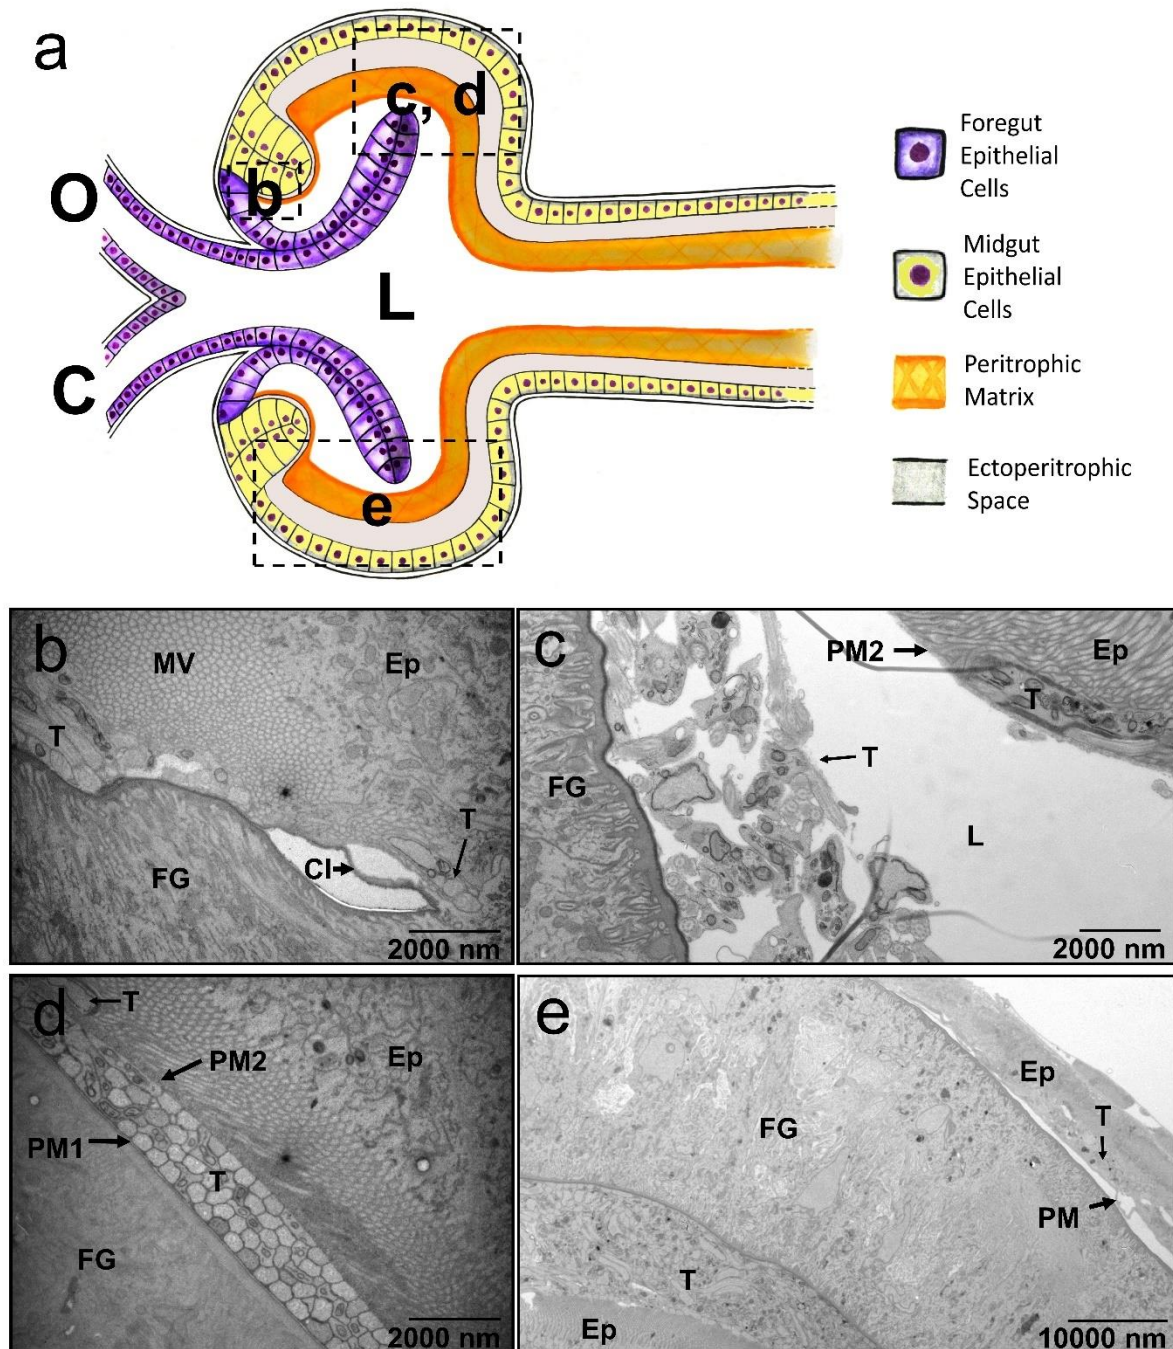 a
c, d
b
O
L
C
e
Foregut
Epithelial
Cells
Midgut
Epithelial
Cells
Peritrophic
Matrix
Ectoperitrophic
Space
b
MV
Ep
T
T
FG
CI
2000 nm
c
PM2
Ep
T
T
FG
L
2000 nm
d
T
PM2
Ep
PM1
T
FG
2000 nm
e
Ep
T
FG
PM
T
Ep
10000 nm